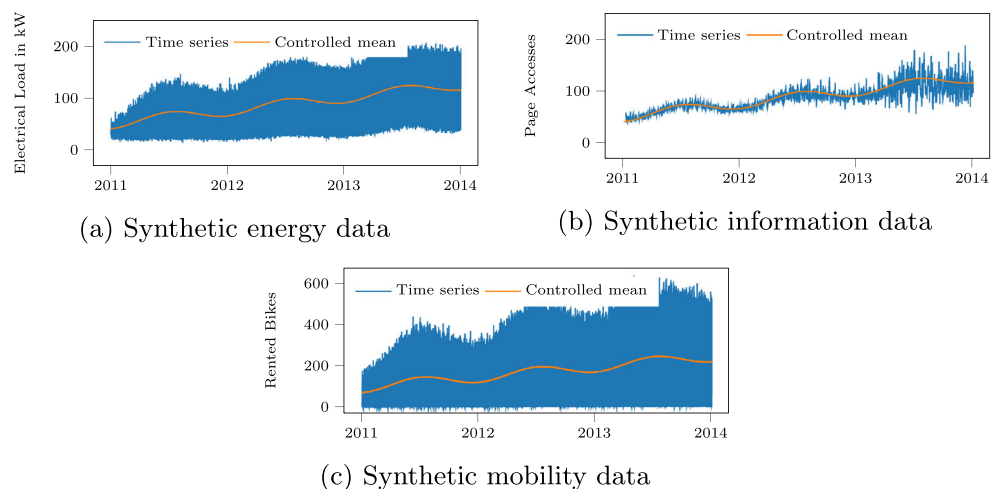 Electrical Load in kW
200
100
0
Time series
Controlled mean
2011 2012 2013 2014
(a) Synthetic energy data
Page Accesses
200
100
0
Time series
Controlled mean
2011 2012 2013 2014
(b) Synthetic information data
Rented Bikes
600
400
200
0
Time series
Controlled mean
2011 2012 2013 2014
(c) Synthetic mobility data